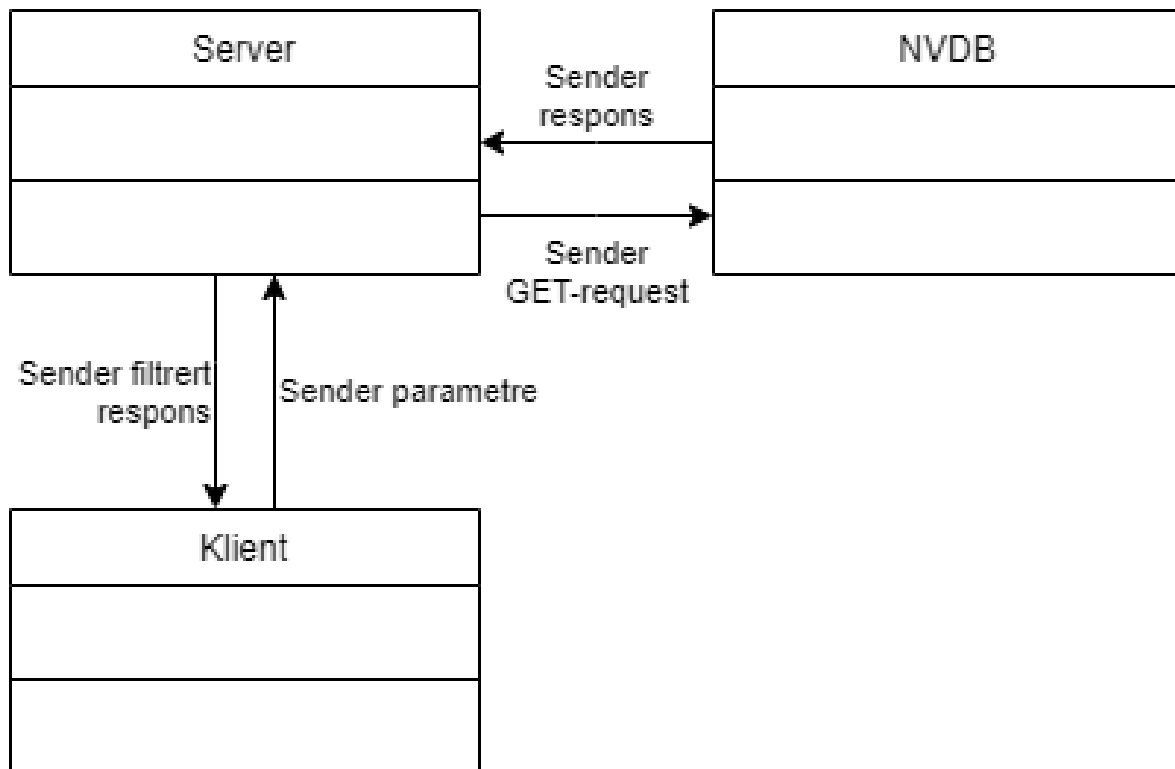 Server
NVDB
Sender
respons
Sender
GET-request
Sender filtrert
respons
Sender parametre
Klient